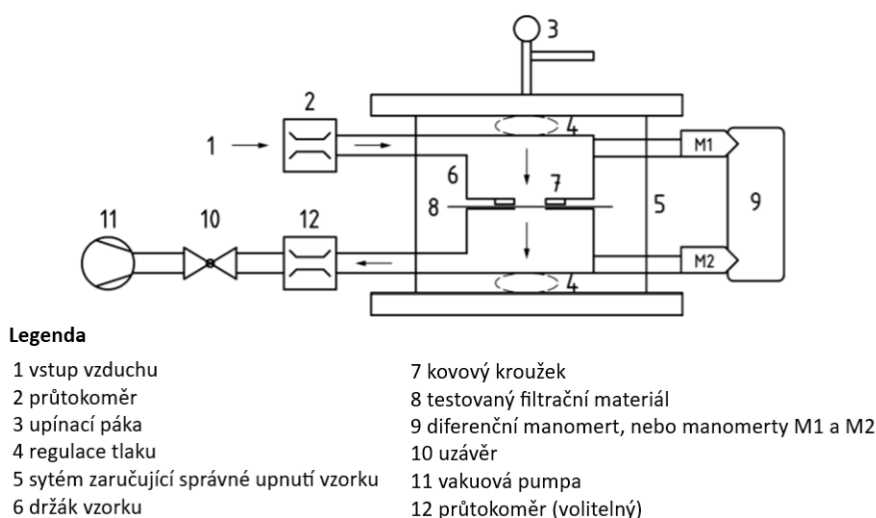 3
2
4
1
M1
6
7
8
5
9
11
10
12
M2
4
Legenda
1 vstup vzduchu
2 průtokoměr
3 upínací páka
4 regulace tlaku
5 sytém zaručující správné upnutí vzorku
6 držák vzorku
7 kovový kroužek
8 testovaný filtrační materiál
9 diferenční manomert, nebo manomerty M1 a M2
10 uzávěr
11 vakuová pumpa
12 průtokoměr (volitelný)